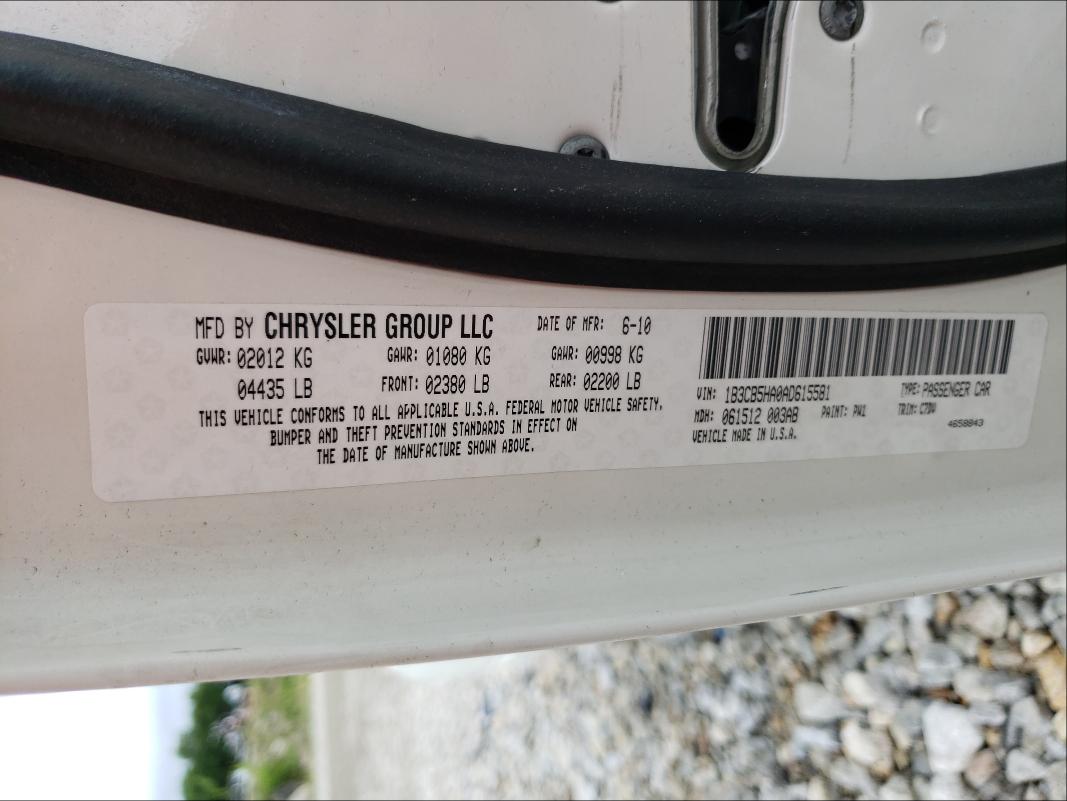 MFD BY CHRYSLER GROUP LLC DATE OF MFR: 6-10
GVWR: 02012 KG GAWR: 01080 KG GAWR: 00998 KG
04435 LB FRONT: 02380 LB REAR: 02200 LB
THIS VEHICLE CONFORMS TO ALL APPLICABLE U.S.A. FEDERAL MOTOR VEHICLE SAFETY,
BUMPER AND THEFT PREVENTION STANDARDS IN EFFECT ON
THE DATE OF MANUFACTURE SHOWN ABOVE.
VIN: 1B3CB5HA0AD615581 TYPE: PASSENGER CAR
MDH: 061512 003AB PAINT: PW1 TRIM: C7DV
VEHICLE MADE IN U.S.A. 4658843